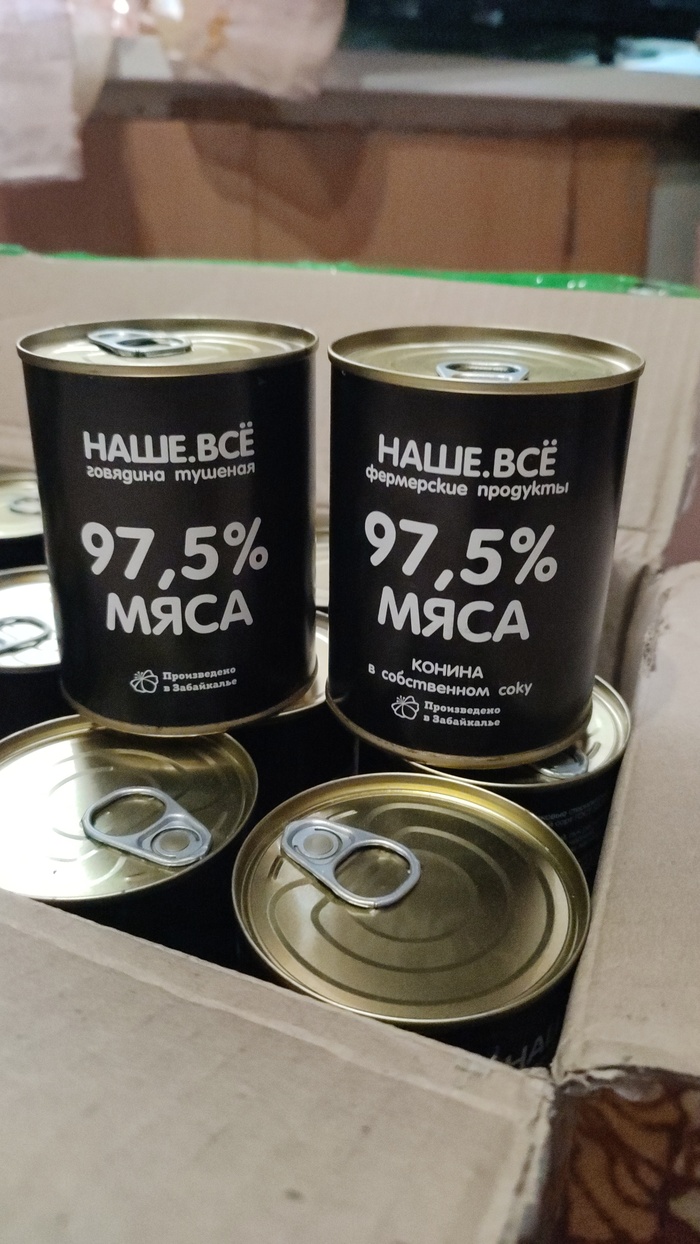 НАШЕ.ВСЁ
говядина тушеная
97,5%
МЯСА
Произведено
в Забайкалье
НАШЕ.ВСЁ
фермерские продукты
97,5%
МЯСА
КОНИНА
в собственном соку
Произведено
в Забайкалье